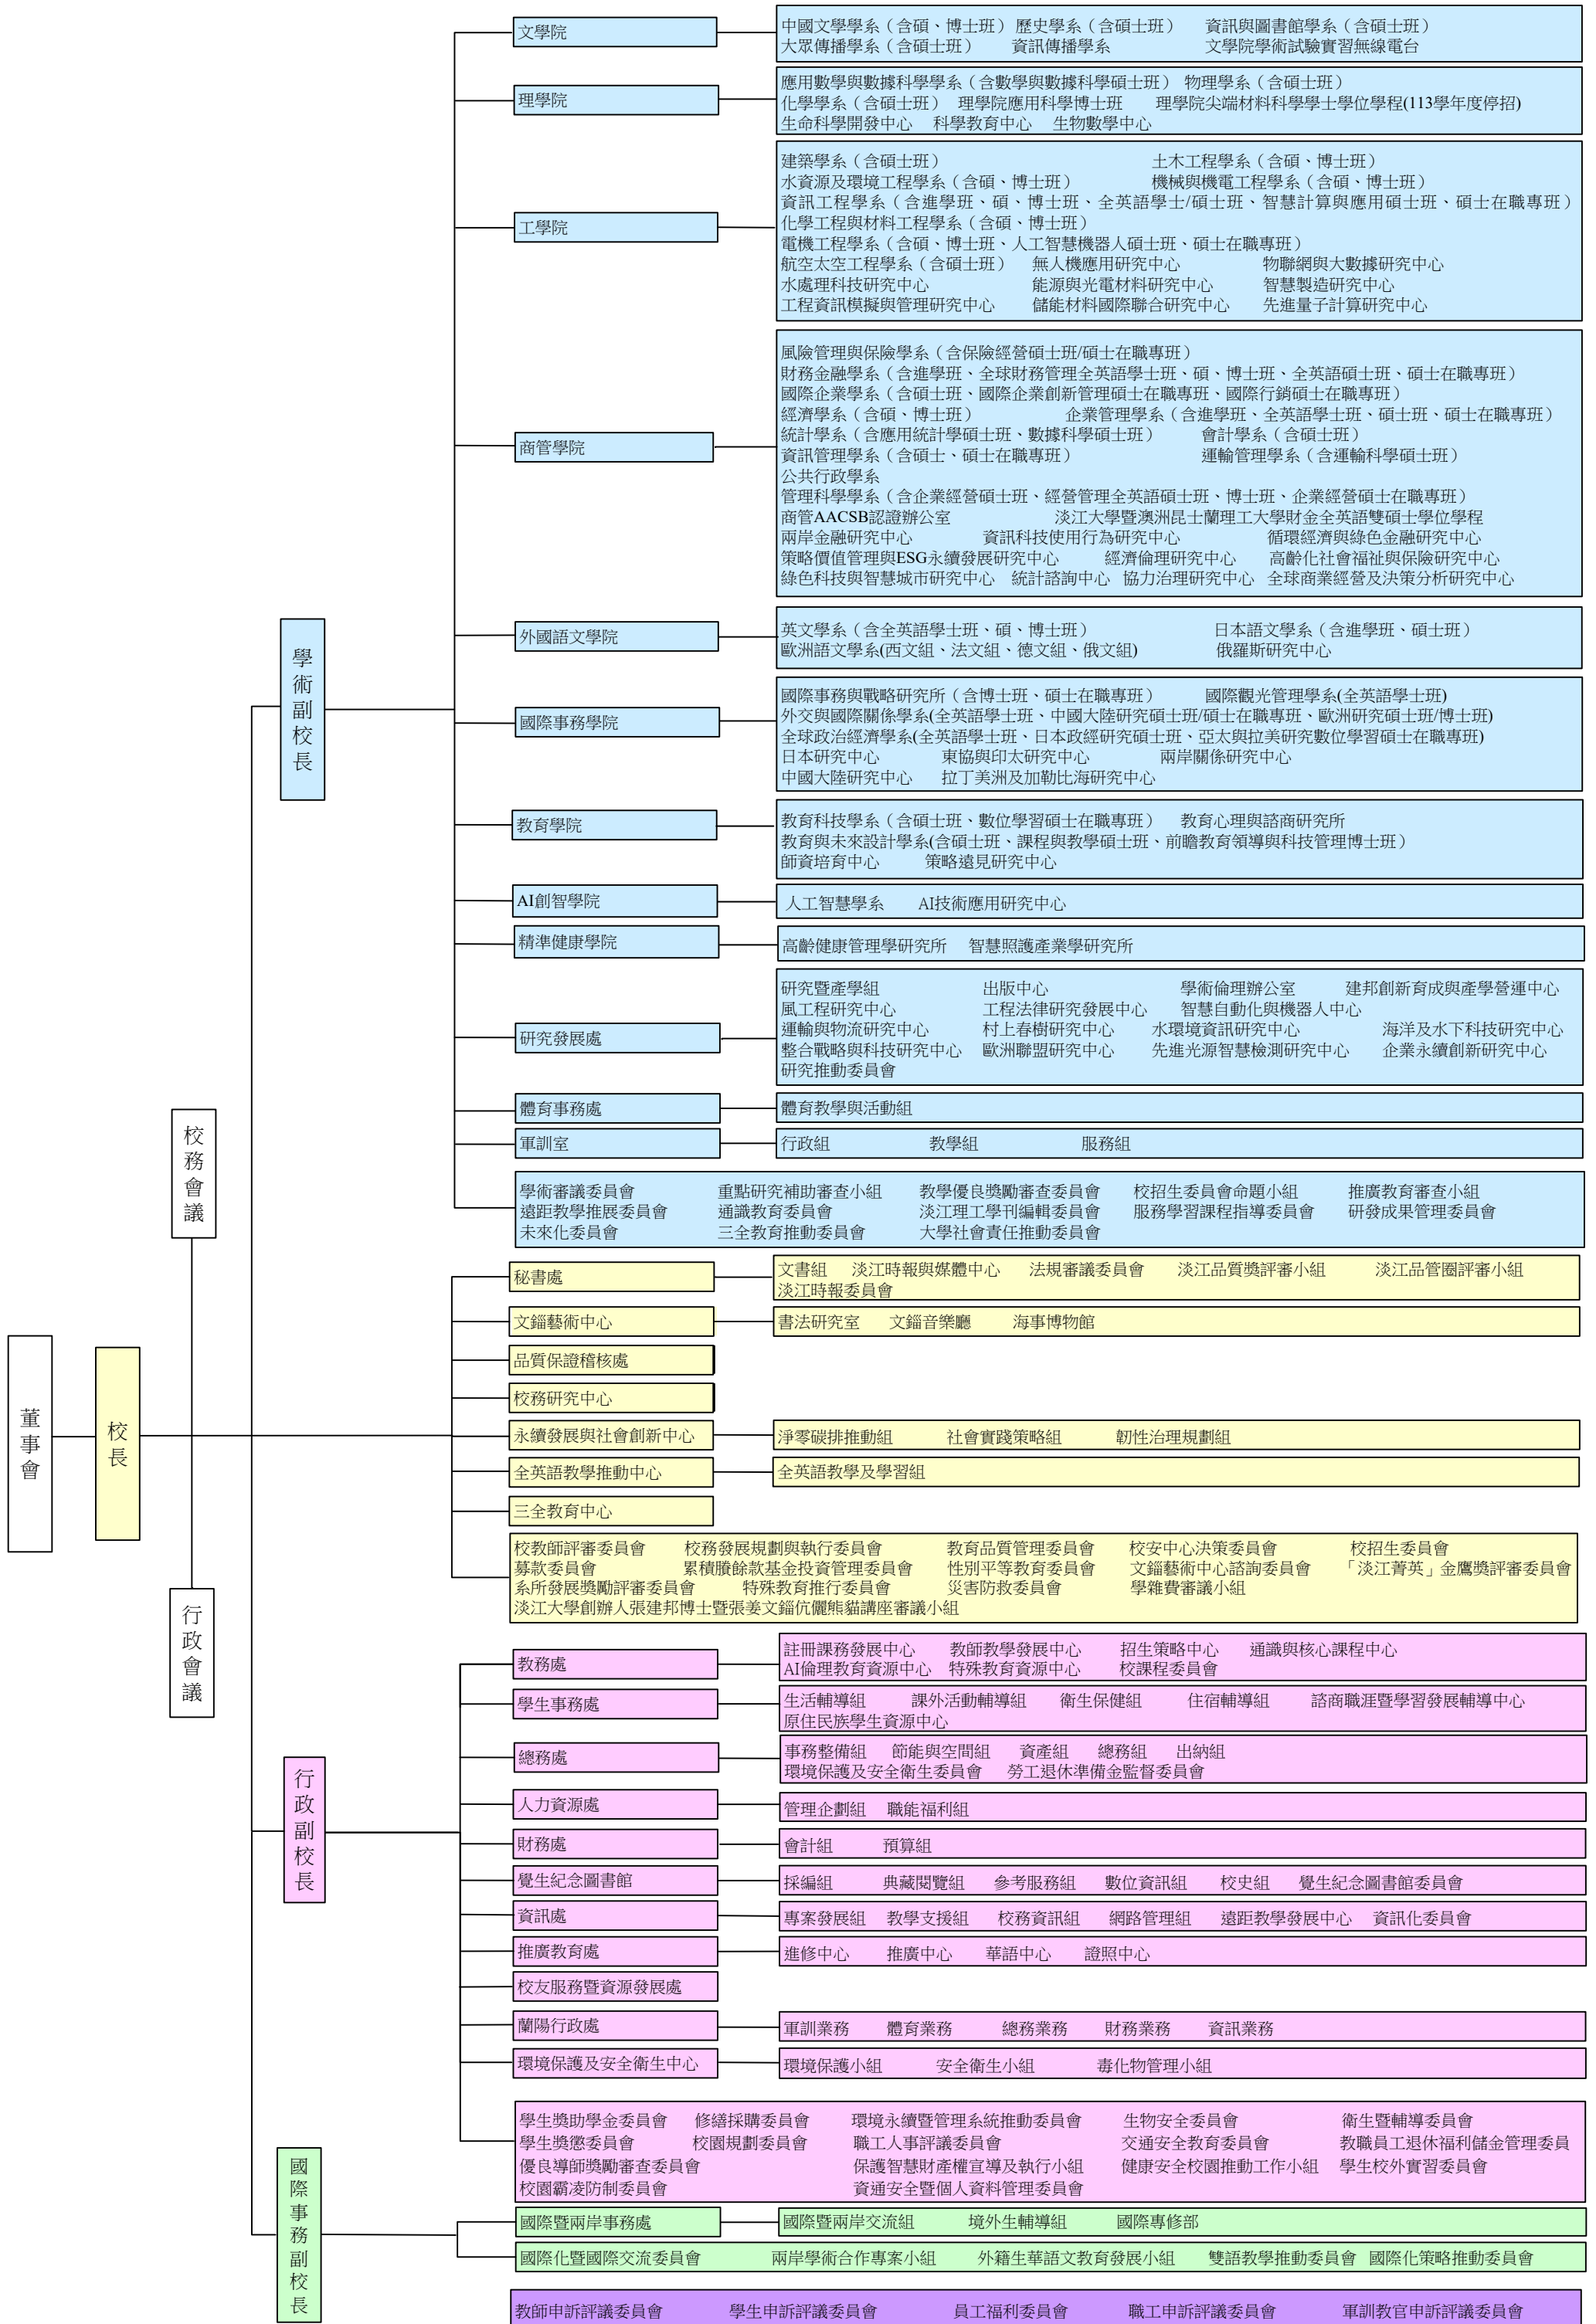 董事會
校長
校務會議
行政會議
學術副校長
文學院
中國文學學系（含碩、博士班） 歷史學系（含碩士班） 資訊與圖書館學系（含碩士班）
大眾傳播學系（含碩士班） 資訊傳播學系 文學院學術試驗實習無線電台
理學院
應用數學與數據科學學系（含數學與數據科學碩士班） 物理學系（含碩士班）
化學學系（含碩士班） 理學院應用科學博士班 理學院尖端材料科學學士學位學程(113學年度停招)
生命科學開發中心 科學教育中心 生物數學中心
工學院
建築學系（含碩士班） 土木工程學系（含碩、博士班）
水資源及環境工程學系（含碩、博士班） 機械與機電工程學系（含碩、博士班）
資訊工程學系（含進學班、碩、博士班、全英語學士/碩士班、智慧計算與應用碩士班、碩士在職專班）
化學工程與材料工程學系（含碩、博士班）
電機工程學系（含碩、博士班、人工智慧機器人碩士班、碩士在職專班）
航空太空工程學系（含碩士班） 無人機應用研究中心 物聯網與大數據研究中心
水處理科技研究中心 能源與光電材料研究中心 智慧製造研究中心
工程資訊模擬與管理研究中心 儲能材料國際聯合研究中心 先進量子計算研究中心
商管學院
風險管理與保險學系（含保險經營碩士班/碩士在職專班）
財務金融學系（含進學班、全球財務管理全英語學士班、碩、博士班、全英語碩士班、碩士在職專班）
國際企業學系（含碩士班、國際企業創新管理碩士在職專班、國際行銷碩士在職專班）
經濟學系（含碩、博士班） 企業管理學系（含進學班、全英語學士班、碩士班、碩士在職專班）
統計學系（含應用統計學碩士班、數據科學碩士班） 會計學系（含碩士班）
資訊管理學系（含碩士、碩士在職專班） 運輸管理學系（含運輸科學碩士班）
公共行政學系
管理科學學系（含企業經營碩士班、經營管理全英語碩士班、博士班、企業經營碩士在職專班）
商管AACSB認證辦公室 淡江大學暨澳洲昆士蘭理工大學財金全英語雙碩士學位學程
兩岸金融研究中心 資訊科技使用行為研究中心 循環經濟與綠色金融研究中心
策略價值管理與ESG永續發展研究中心 經濟倫理研究中心 高齡化社會福祉與保險研究中心
綠色科技與智慧城市研究中心 統計諮詢中心 協力治理研究中心 全球商業經營及決策分析研究中心
外國語文學院
英文學系（含全英語學士班、碩、博士班） 日本語文學系（含進學班、碩士班）
歐洲語文學系(西文組、法文組、德文組、俄文組) 俄羅斯研究中心
國際事務學院
國際事務與戰略研究所（含博士班、碩士在職專班） 國際觀光管理學系(全英語學士班)
外交與國際關係學系(全英語學士班、中國大陸研究碩士班/碩士在職專班、歐洲研究碩士班/博士班)
全球政治經濟學系(全英語學士班、日本政經研究碩士班、亞太與拉美研究數位學習碩士在職專班)
日本研究中心 東協與印太研究中心 兩岸關係研究中心
中國大陸研究中心 拉丁美洲及加勒比海研究中心
教育學院
教育科技學系（含碩士班、數位學習碩士在職專班） 教育心理與諮商研究所
教育與未來設計學系(含碩士班、課程與教學碩士班、前瞻教育領導與科技管理博士班）
師資培育中心 策略遠見研究中心
AI創智學院
人工智慧學系 AI技術應用研究中心
精準健康學院
高齡健康管理學研究所 智慧照護產業學研究所
研究發展處
研究暨產學組 出版中心 學術倫理辦公室 建邦創新育成與產學營運中心
風工程研究中心 工程法律研究發展中心 智慧自動化與機器人中心
運輸與物流研究中心 村上春樹研究中心 水環境資訊研究中心 海洋及水下科技研究中心
整合戰略與科技研究中心 歐洲聯盟研究中心 先進光源智慧檢測研究中心 企業永續創新研究中心
研究推動委員會
體育事務處
體育教學與活動組
軍訓室
行政組 教學組 服務組
學術審議委員會 重點研究補助審查小組 教學優良獎勵審查委員會 校招生委員會命題小組 推廣教育審查小組
遠距教學推展委員會 通識教育委員會 淡江理工學刊編輯委員會 服務學習課程指導委員會 研發成果管理委員會
未來化委員會 三全教育推動委員會 大學社會責任推動委員會
秘書處
文書組 淡江時報與媒體中心 法規審議委員會 淡江品質獎評審小組 淡江品管圈評審小組
淡江時報委員會
文錙藝術中心
書法研究室 文錙音樂廳 海事博物館
品質保證稽核處
校務研究中心
永續發展與社會創新中心
淨零碳排推動組 社會實踐策略組 韌性治理規劃組
全英語教學推動中心
全英語教學及學習組
三全教育中心
校教師評審委員會 校務發展規劃與執行委員會 教育品質管理委員會 校安中心決策委員會 校招生委員會
募款委員會 累積賸餘款基金投資管理委員會 性別平等教育委員會 文錙藝術中心諮詢委員會 「淡江菁英」金鷹獎評審委員會
系所發展獎勵評審委員會 特殊教育推行委員會 災害防救委員會 學雜費審議小組
淡江大學創辦人張建邦博士暨張姜文錙伉儷熊貓講座審議小組
行政副校長
教務處
註冊課務發展中心 教師教學發展中心 招生策略中心 通識與核心課程中心
AI倫理教育資源中心 特殊教育資源中心 校課程委員會
學生事務處
生活輔導組 課外活動輔導組 衛生保健組 住宿輔導組 諮商職涯暨學習發展輔導中心
原住民族學生資源中心
總務處
事務整備組 節能與空間組 資產組 總務組 出納組
環境保護及安全衛生委員會 勞工退休準備金監督委員會
人力資源處
管理企劃組 職能福利組
財務處
會計組 預算組
覺生紀念圖書館
採編組 典藏閱覽組 參考服務組 數位資訊組 校史組 覺生紀念圖書館委員會
資訊處
專案發展組 教學支援組 校務資訊組 網路管理組 遠距教學發展中心 資訊化委員會
推廣教育處
進修中心 推廣中心 華語中心 證照中心
校友服務暨資源發展處
蘭陽行政處
軍訓業務 體育業務 總務業務 財務業務 資訊業務
環境保護及安全衛生中心
環境保護小組 安全衛生小組 毒化物管理小組
學生獎助學金委員會 修繕採購委員會 環境永續暨管理系統推動委員會 生物安全委員會 衛生暨輔導委員會
學生獎懲委員會 校園規劃委員會 職工人事評議委員會 交通安全教育委員會 教職員工退休福利儲金管理委員
優良導師獎勵審查委員會 保護智慧財產權宣導及執行小組 健康安全校園推動工作小組 學生校外實習委員會
校園霸凌防制委員會 資通安全暨個人資料管理委員會
國際事務副校長
國際暨兩岸事務處
國際暨兩岸交流組 境外生輔導組 國際專修部
國際化暨國際交流委員會 兩岸學術合作專案小組 外籍生華語文教育發展小組 雙語教學推動委員會 國際化策略推動委員會
教師申訴評議委員會 學生申訴評議委員會 員工福利委員會 職工申訴評議委員會 軍訓教官申訴評議委員會